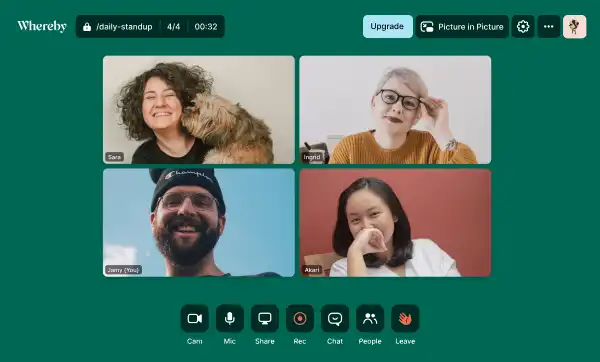 Whereby
/daily-standup
4/4
00:32
Upgrade
Picture in Picture
Sara
Ingrid
Champion
Jamy (You)
Akari
Cam
Mic
Share
Rec
Chat
People
Leave